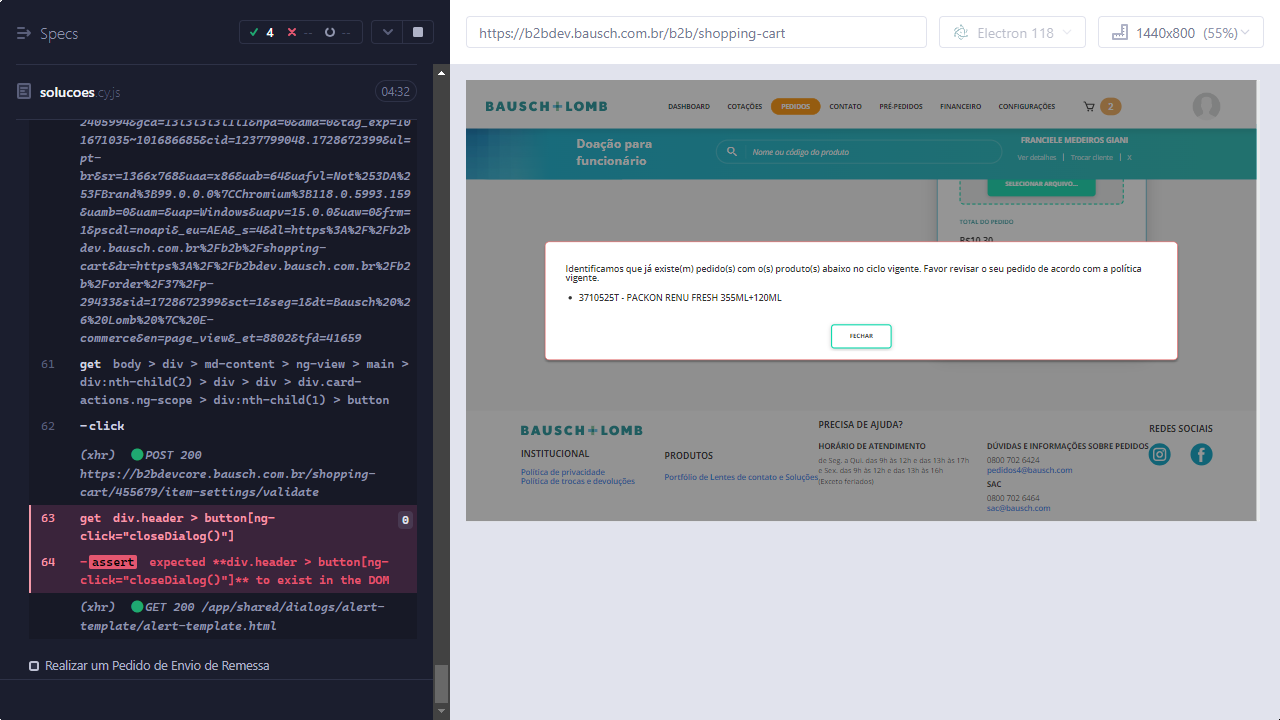 Specs
4
--
--
solucoes.cy.js
04:32
2405994&gcd=13l3l3l3l1l1&npa=0&dma=0&tag_exp=10
1671035~101686685&cid=1237799048.1728672399&ul=
pt-
br&sr=1366x768&uaa=x86&uab=64&uafvl=Not%253DA%2
53FBrand%3B99.0.0.0%7CChromium%3B118.0.5993.159
&uamb=0&uam=&uap=Windows&uapv=15.0.0&uaw=0&frm=
1&pscdl=noapi&_eu=AEA&_s=4&dl=https%3A%2F%2Fb2b
dev.bausch.com.br%2Fb2b%2Fshopping-
cart&dr=https%3A%2F%2Fb2bdev.bausch.com.br%2Fb2
b%2Forder%2F37%2Fp-
29433&sid=1728672399&sct=1&seg=1&dt=Bausch%20%2
6%20Lomb%20%7C%20E-
commerce&en=page_view&_et=8802&tfd=41659
61 get body > div > md-content > ng-view > main >
div:nth-child(2) > div > div > div.card-
actions.ng-scope > div:nth-child(1) > button
62 -click
(xhr) POST 200
https://b2bdevcore.bausch.com.br/shopping-
cart/455679/item-settings/validate
63 get div.header > button[ng-
click="closeDialog()"]
0
64 -assert expected **div.header > button[ng-
click="closeDialog()"]** to exist in the DOM
(xhr) GET 200 /app/shared/dialogs/alert-
template/alert-template.html
Realizar um Pedido de Envio de Remessa
https://b2bdev.bausch.com.br/b2b/shopping-cart
Electron 118
1440x800 (55%)
BAUSCH+LOMB
DASHBOARD
COTAÇÕES
PEDIDOS
CONTATO
PRÉ-PEDIDOS
FINANCEIRO
CONFIGURAÇÕES
2
Doação para
funcionário
Nome ou código do produto
FRANCIELE MEDEIROS GIANI
Ver detalhes | Trocar cliente | X
SELECIONAR ARQUIVO...
TOTAL DO PEDIDO
R$10,30
Identificamos que já existe(m) pedido(s) com o(s) produto(s) abaixo no ciclo vigente. Favor revisar o seu pedido de acordo com a política
vigente.
• 3710525T - PACKON RENU FRESH 355ML+120ML
FECHAR
BAUSCH+LOMB
INSTITUCIONAL
Política de privacidade
Política de trocas e devoluções
PRODUTOS
Portfólio de Lentes de contato e Soluções
PRECISA DE AJUDA?
HORÁRIO DE ATENDIMENTO
de Seg. a Qui. das 9h às 12h e das 13h às 17h
e Sex. das 9h às 12h e das 13h às 16h
(Exceto feriados)
DÚVIDAS E INFORMAÇÕES SOBRE PEDIDOS
0800 702 6424
pedidos4@bausch.com
SAC
0800 702 6464
sac@bausch.com
REDES SOCIAIS